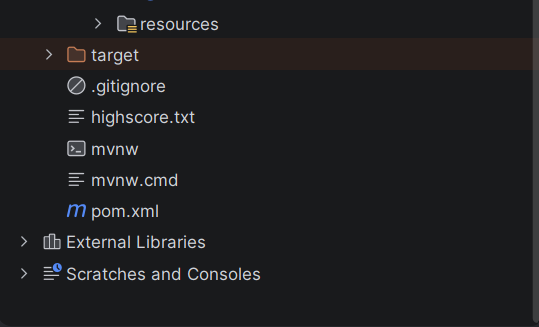 resources
target
.gitignore
highscore.txt
mvnw
mvnw.cmd
m pom.xml
External Libraries
Scratches and Consoles